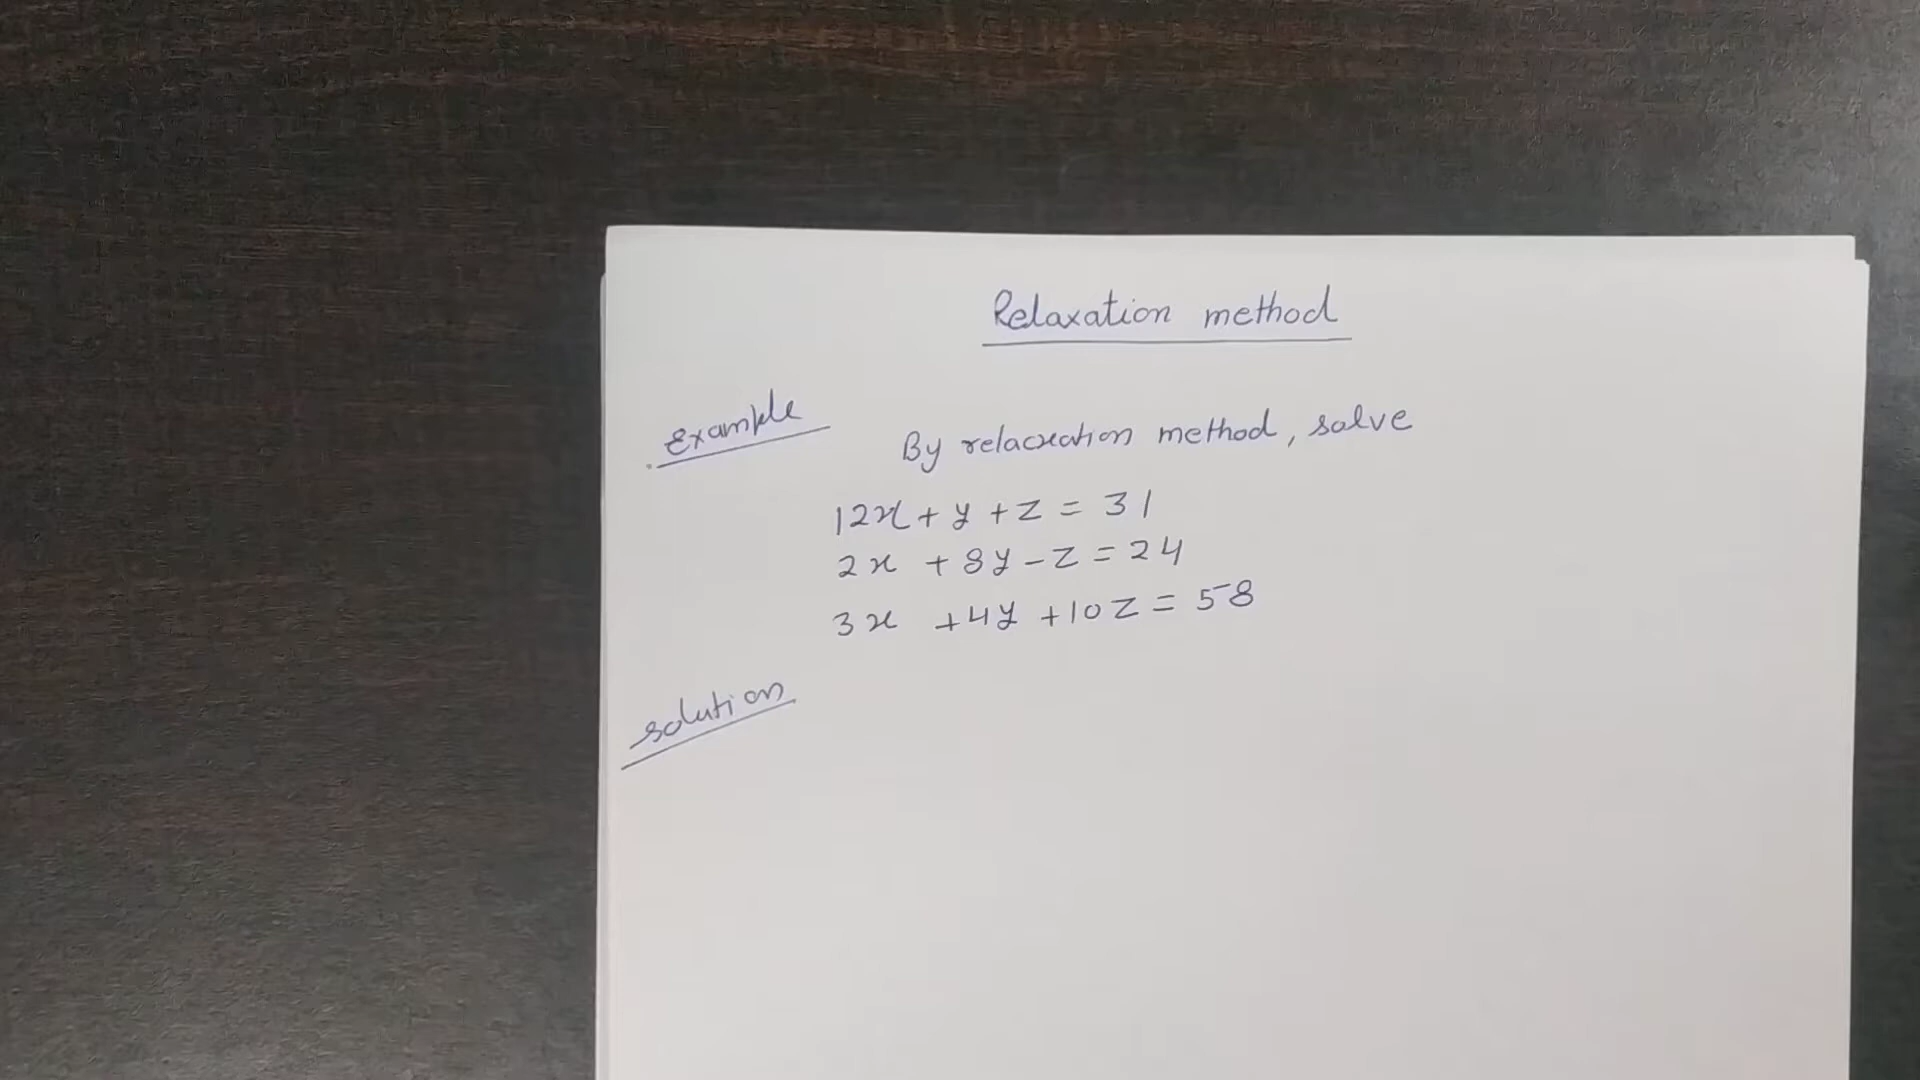 Relaxation method
Example
By relaxation method, solve
12x + y + z = 31
2x + 8y - z = 24
3x + 4y + 10z = 58
solution